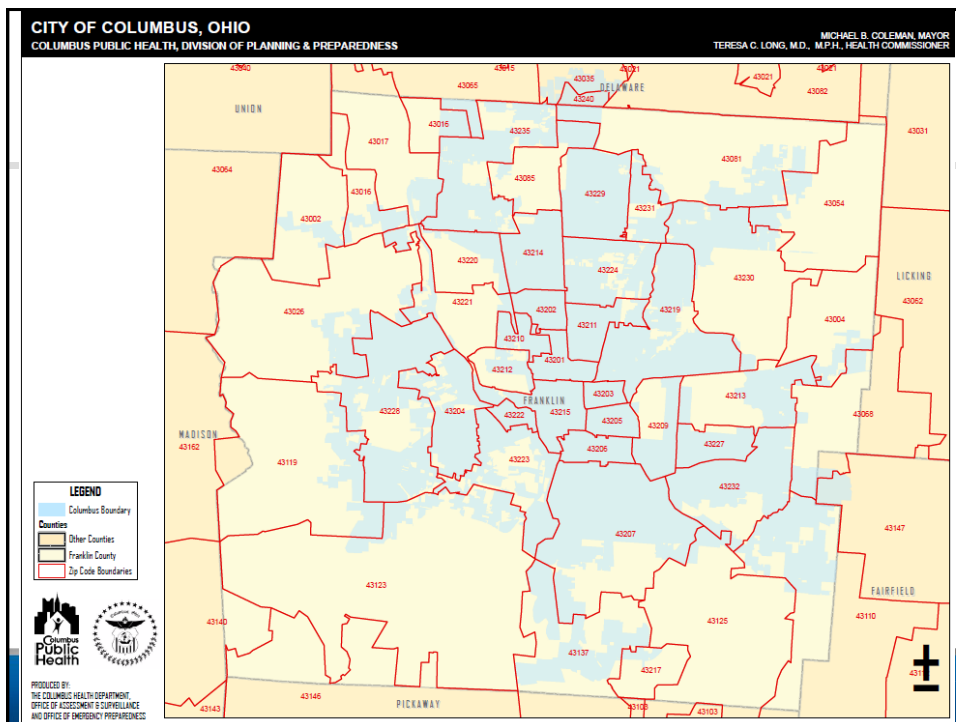 CITY OF COLUMBUS, OHIO
COLUMBUS PUBLIC HEALTH, DIVISION OF PLANNING & PREPAREDNESS
MICHAEL B. COLEMAN, MAYOR
TERESA C. LONG, M.D., M.P.H., HEALTH COMMISSIONER
43040
43015
43021
43021
43035
43021
43065
DELAWARE
43082
43240
UNION
43016
43235
43031
43017
43081
43064
43085
43016
43229
43231
43054
43002
43214
43220
43224
43230
LICKING
43221
43062
43026
43202
43219
43004
43211
43210
43201
43212
43203
43213
FRANKLIN
43228
43204
43222
43215
43205
43209
43068
MADISON
43227
43162
43206
43119
43223
43232
43207
43147
43123
FAIRFIELD
43140
43125
43110
43137
43217
43146
PICKAWAY
43143
43103
43103
LEGEND
Columbus Boundary
Counties
Other Counties
Franklin County
Zip Code Boundaries
Columbus
Public
Health
PRODUCED BY:
THE COLUMBUS HEALTH DEPARTMENT,
OFFICE OF ASSESSMENT & SURVEILLANCE
AND OFFICE OF EMERGENCY PREPAREDNESS